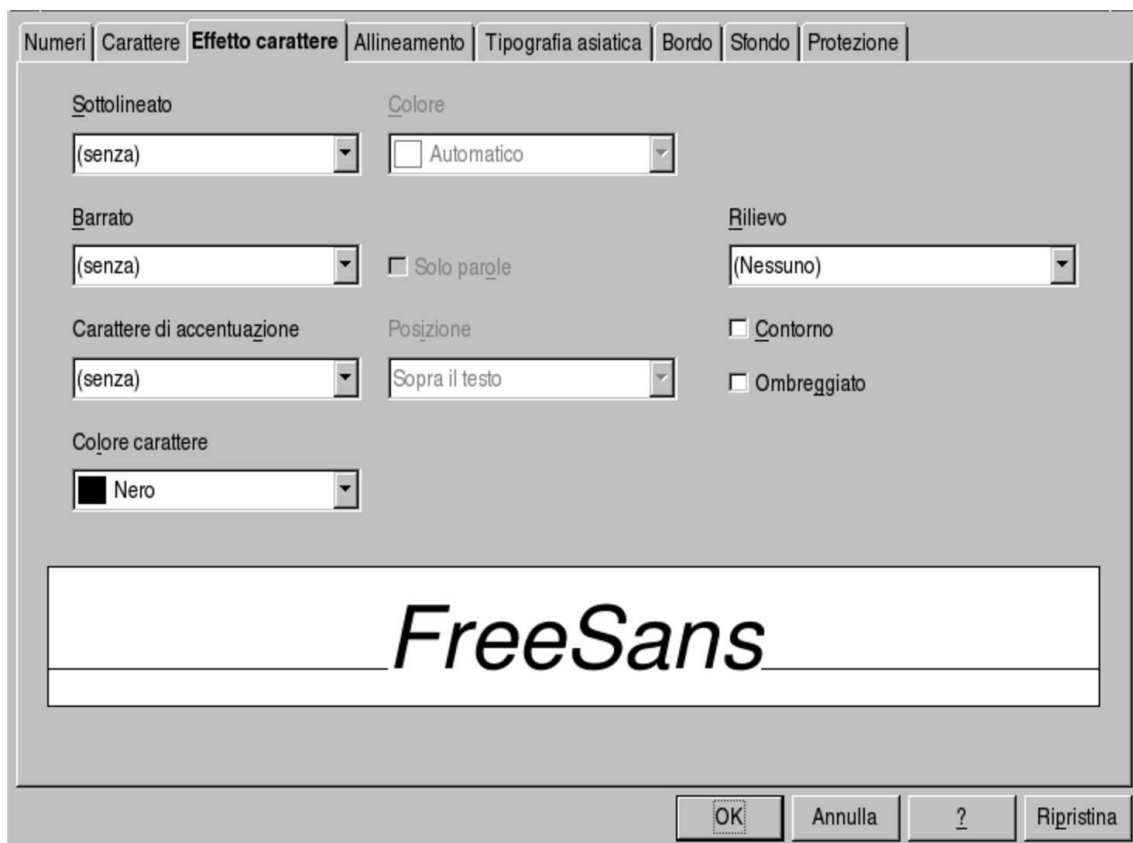 Numeri Carattere Effetto carattere Allineamento Tipografia asiatica Bordo Sfondo Protezione
Sottolineato Colore
(senza) Automatico
Barrato Rilievo
(senza) Solo parole (Nessuno)
Carattere di accentuazione Posizione Contorno
(senza) Sopra il testo Ombreggiato
Colore carattere
Nero
FreeSans
OK Annulla ? Ripristina